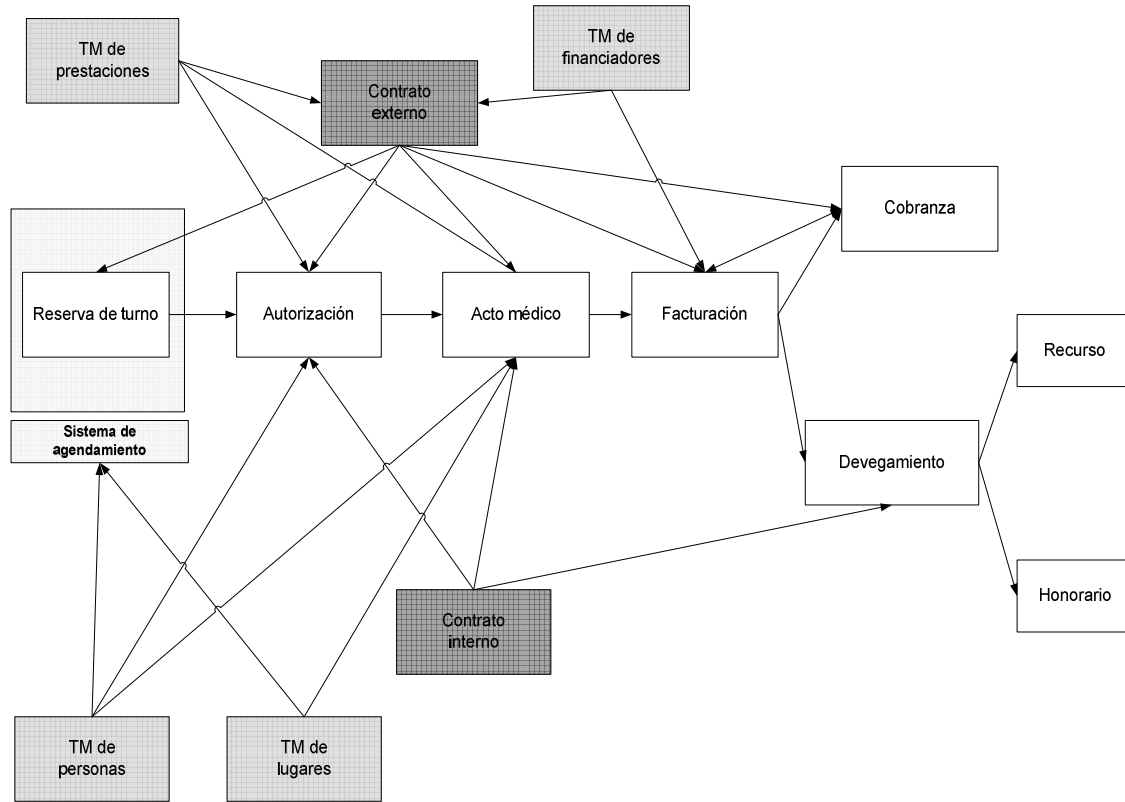 TM de
prestaciones
TM de
financiadores
Contrato
externo
Cobranza
Reserva de turno
Autorización
Acto médico
Facturación
Recurso
Sistema de
agendamiento
Devegamiento
Honorario
Contrato
interno
TM de
personas
TM de
lugares